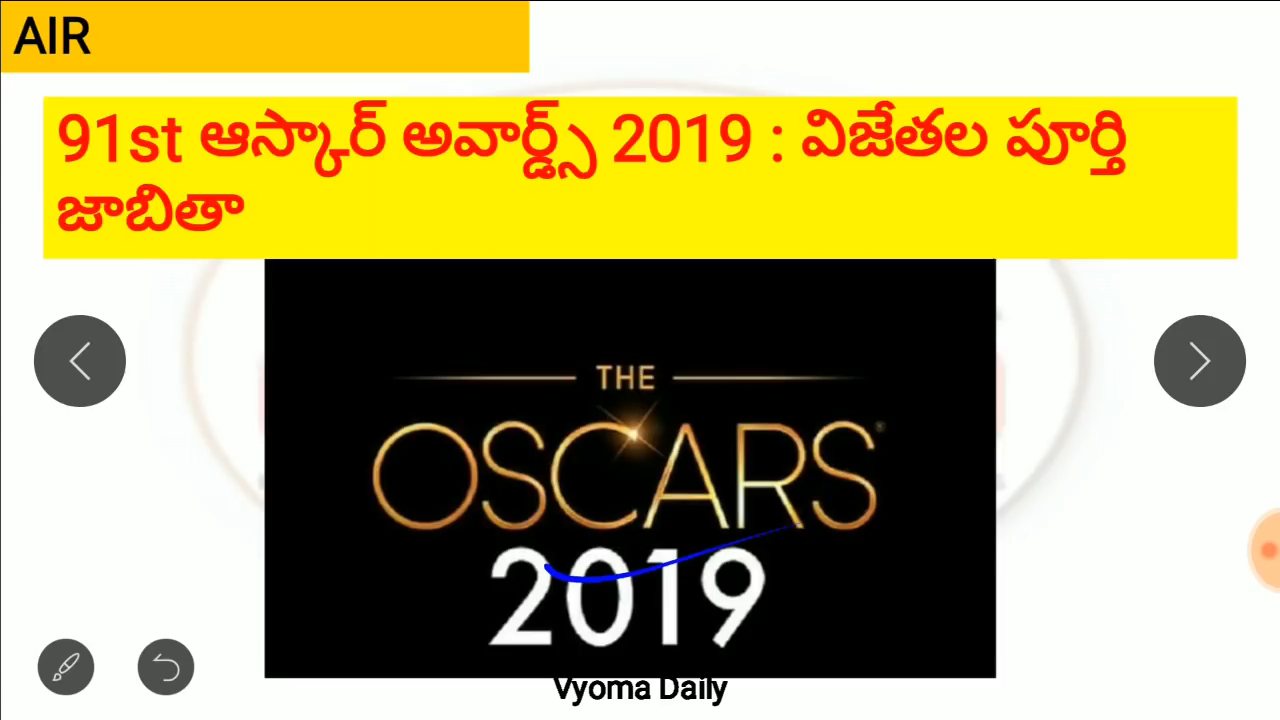 AIR
91st ఆస్కార్ అవార్డ్స్ 2019 : విజేతల పూర్తి
జాబితా
THE
OSCARS®
2019
Vyoma Daily